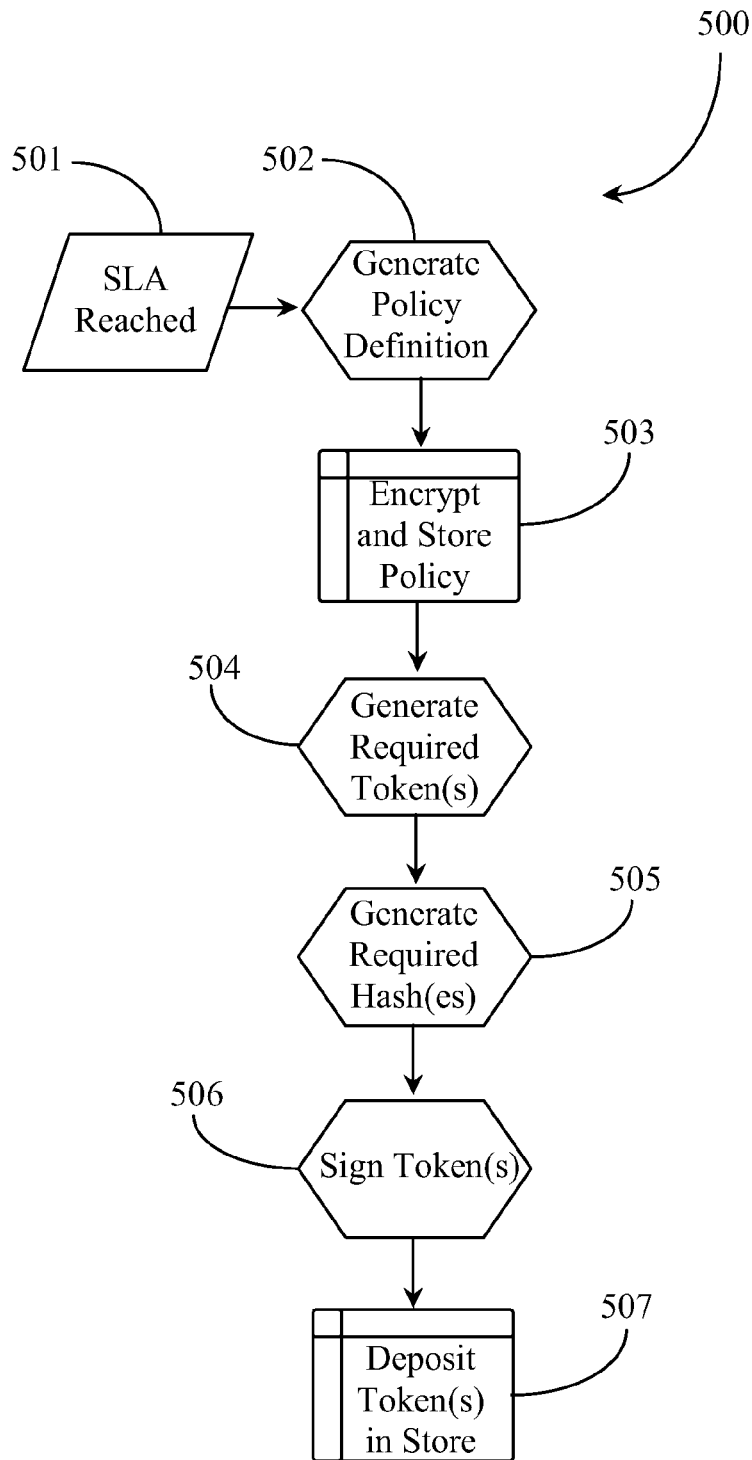 500
501
502
SLA
Reached
Generate
Policy
Definition
503
Encrypt
and Store
Policy
504
Generate
Required
Token(s)
505
Generate
Required
Hash(es)
506
Sign Token(s)
507
Deposit
Token(s)
in Store